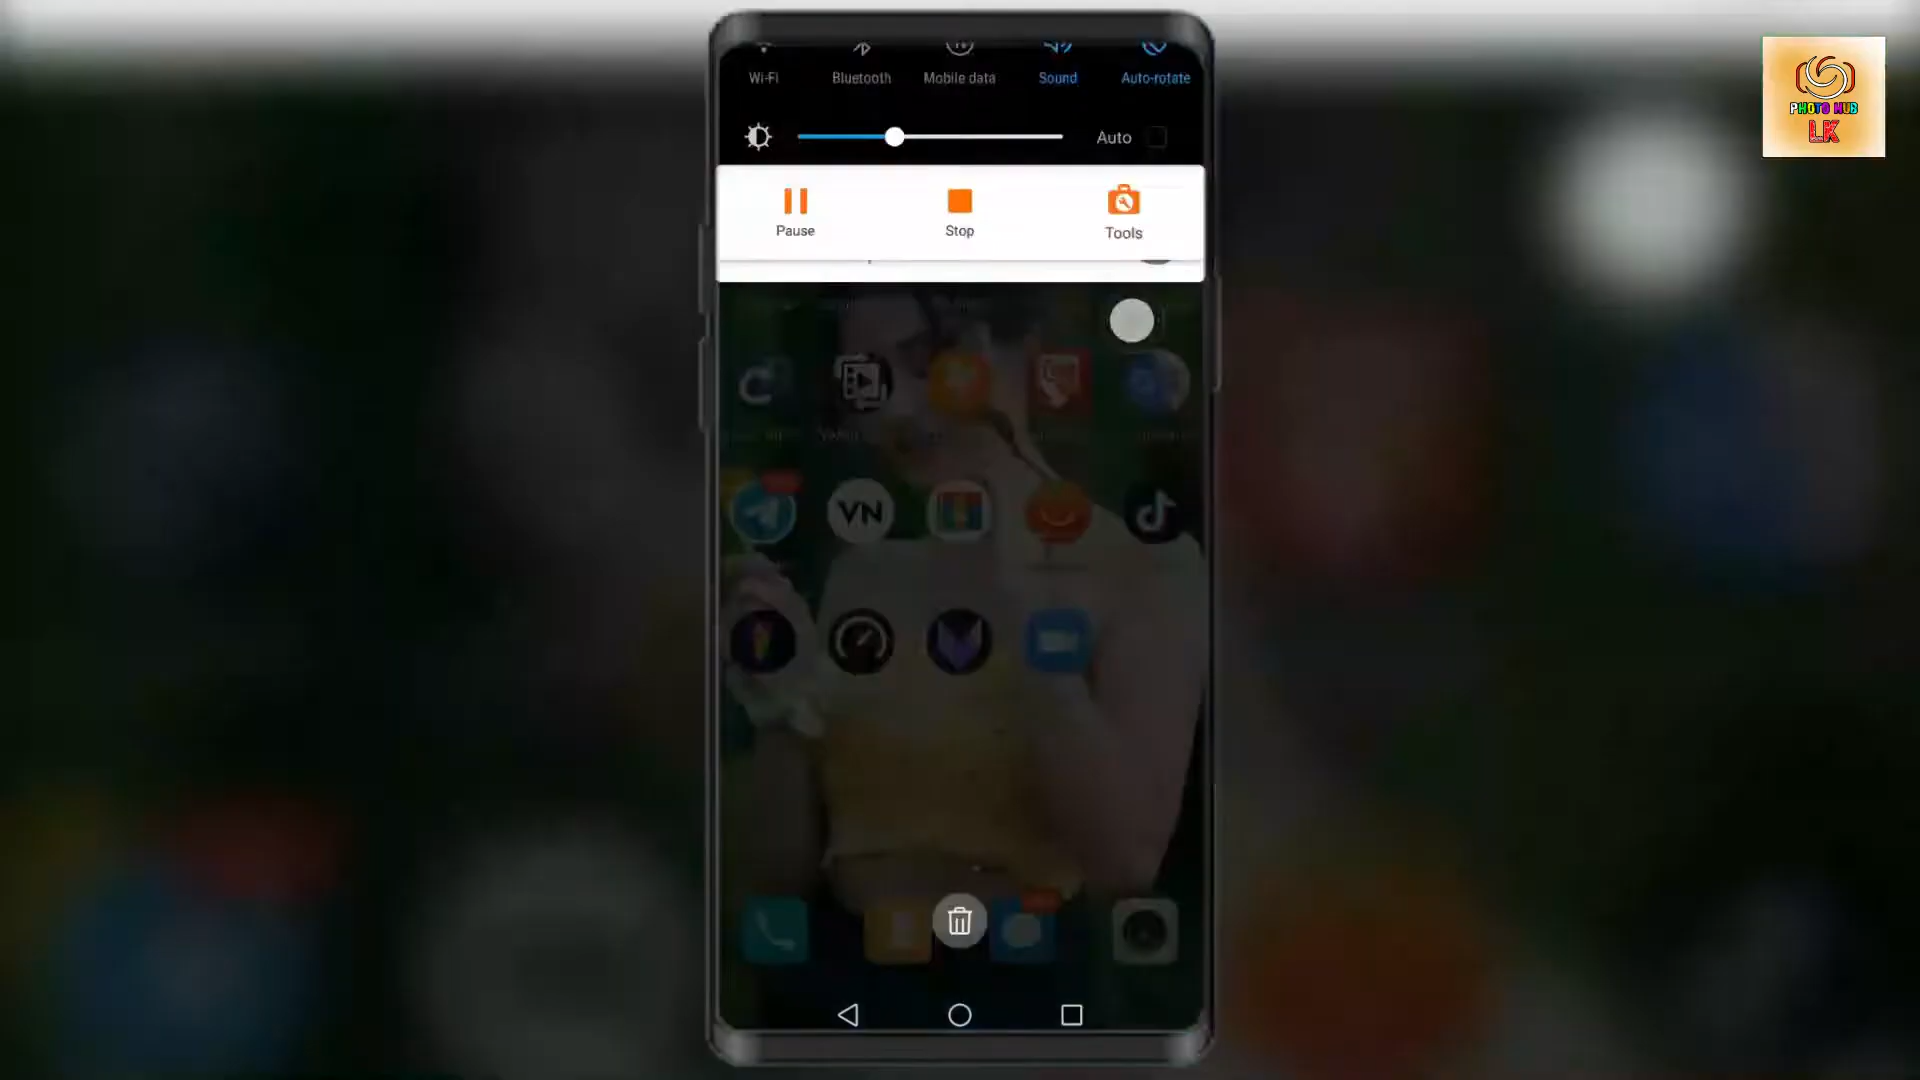 Wi-Fi Bluetooth Mobile data Sound Auto-rotate
Auto
Pause Stop Tools
VN
PHOTO HUB
LK